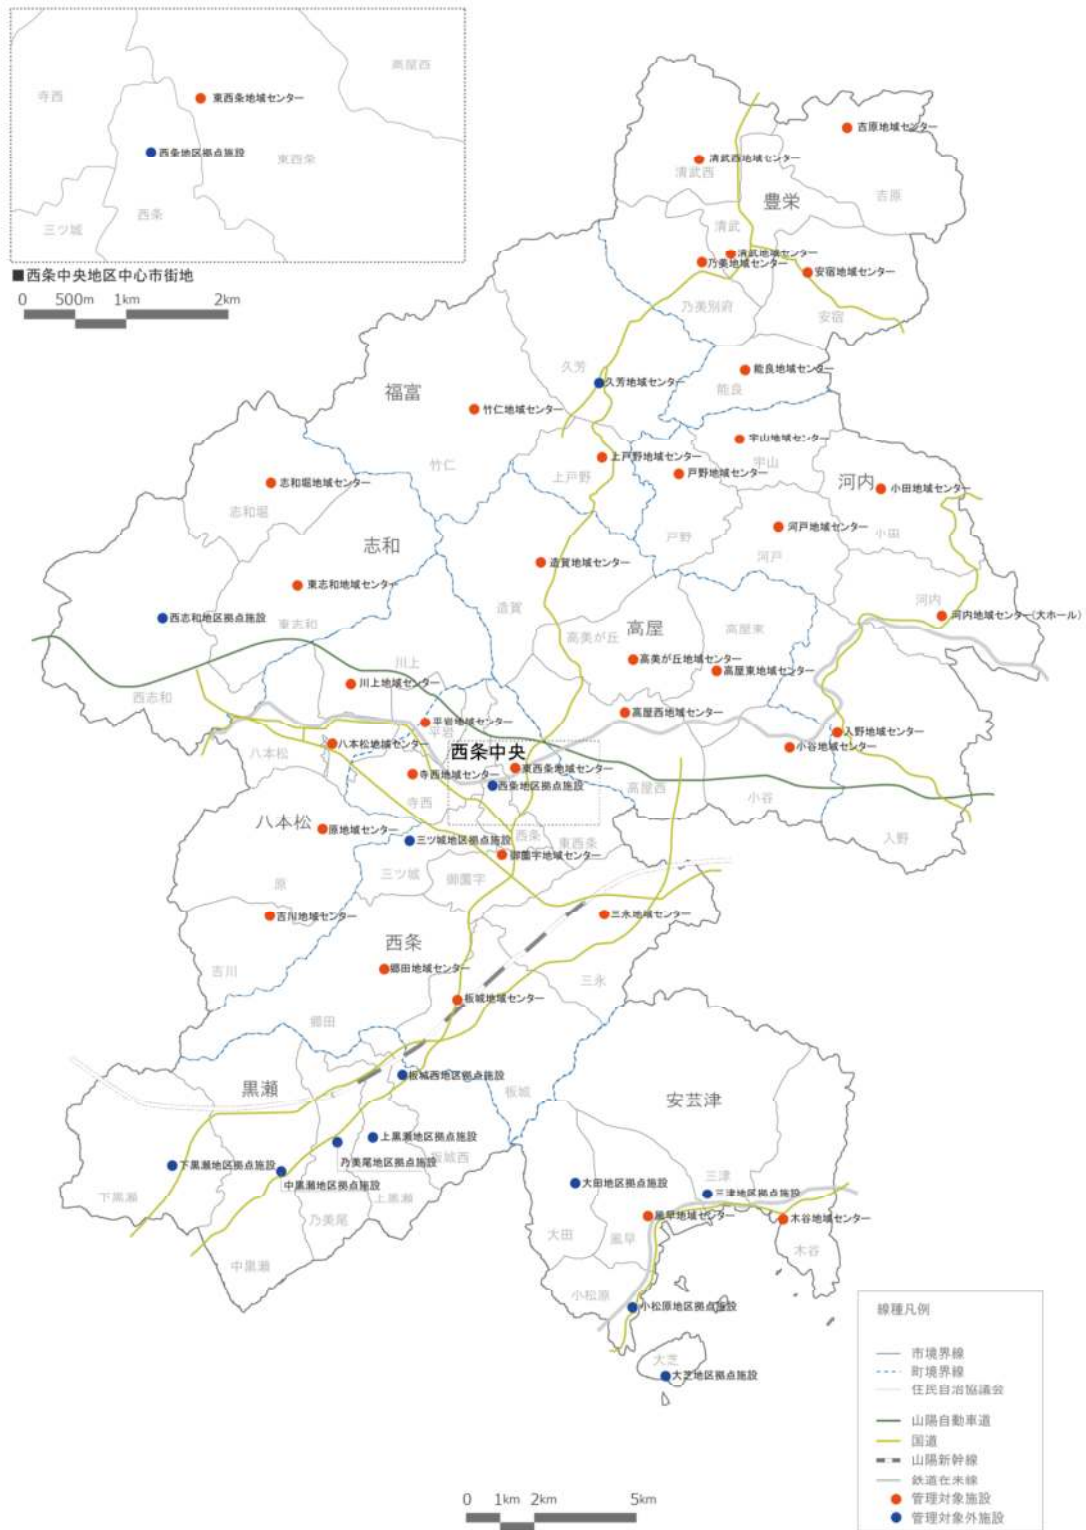 高屋西
寺西
東西条地域センター
西条地区拠点施設
東西条
西条
三ツ城
■西条中央地区中心市街地
0 500m 1km 2km
吉原地域センター
清武西地域センター
清武西
豊栄
吉原
清武
清武地域センター
乃美地域センター
安宿地域センター
乃美別府
安宿
久芳
能良地域センター
久芳地域センター
能良
福富
竹仁地域センター
宇山地域センター
上戸野地域センター
竹仁
宇山
上戸野
戸野地域センター
河内
志和堀地域センター
小田地域センター
志和堀
河戸地域センター
小田
戸野
志和
河戸
造賀地域センター
東志和地域センター
河内
造賀
西志和地区拠点施設
河内地域センター(大ホール)
東志和
高屋
高屋東
高美が丘
川上
高美が丘地域センター
高屋東地域センター
川上地域センター
西志和
高屋西地域センター
平岩地域センター
平岩
入野地域センター
八本松地域センター
小谷地域センター
八本松
西条中央
東西条地域センター
寺西地域センター
西条地区拠点施設
高屋西
小谷
寺西
八本松
原地域センター
西条
三ツ城地区拠点施設
東西条
入野
御薗宇地域センター
三ツ城
御薗宇
原
吉川地域センター
三永地域センター
西条
郷田地域センター
吉川
三永
板城地域センター
郷田
板城西地区拠点施設
黒瀬
板城
安芸津
上黒瀬地区拠点施設
板城西
乃美尾地区拠点施設
下黒瀬地区拠点施設
中黒瀬地区拠点施設
三津
大田地区拠点施設
三津地区拠点施設
下黒瀬
上黒瀬
乃美尾
風早地域センター
木谷地域センター
大田
風早
木谷
中黒瀬
小松原
小松原地区拠点施設
大芝
大芝地区拠点施設
線種凡例
市境界線
町境界線
住民自治協議会
山陽自動車道
国道
山陽新幹線
鉄道在来線
管理対象施設
管理対象外施設
0 1km 2km 5km